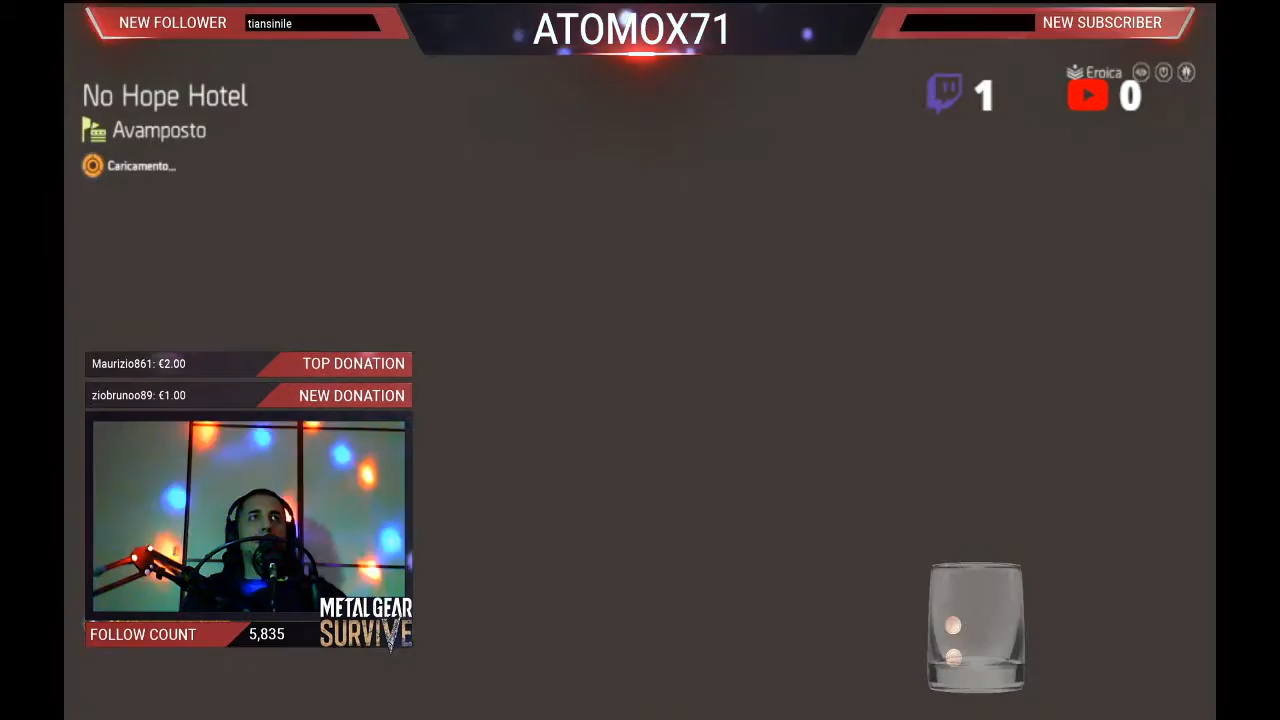 NEW FOLLOWER
tiansinile
ATOMOX71
NEW SUBSCRIBER
No Hope Hotel
Avamposto
Caricamento...
1
Eroica
0
Maurizio861: €2.00
TOP DONATION
ziobrunoo89: €1.00
NEW DONATION
METAL GEAR
SURVIVE
FOLLOW COUNT
5,835